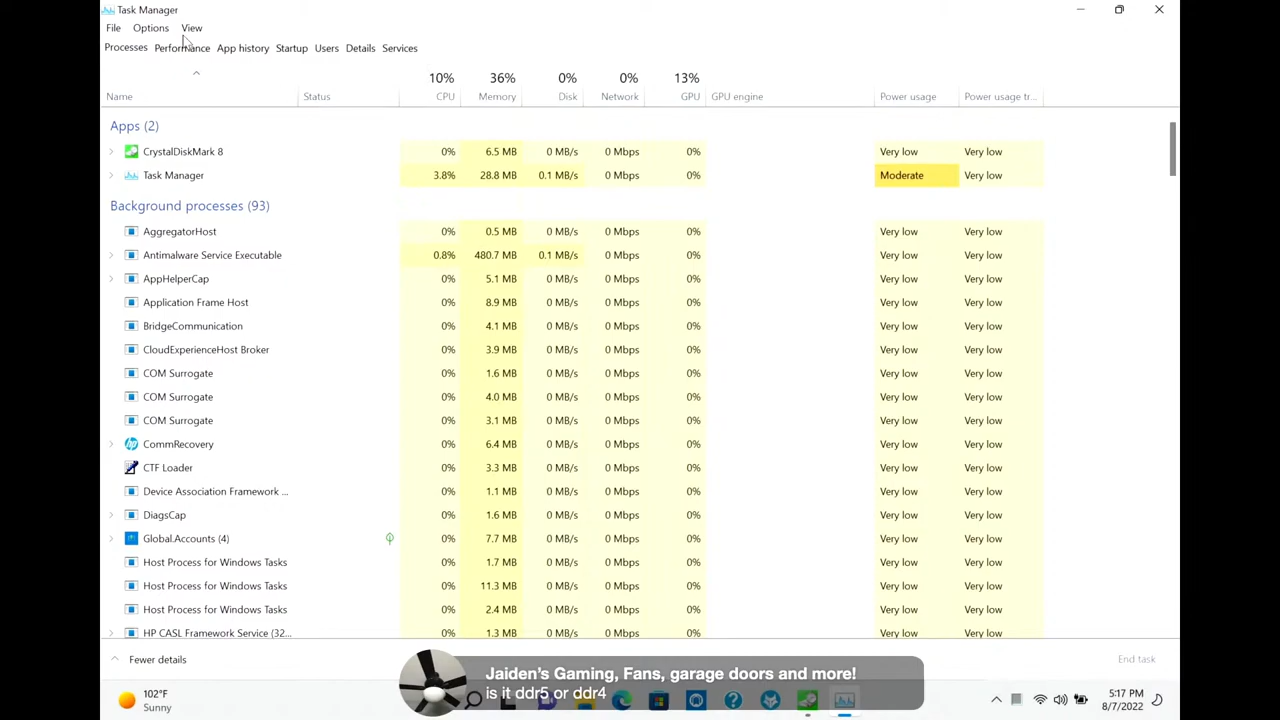 Task Manager
File Options View
Processes Performance App history Startup Users Details Services
10% 36% 0% 0% 13%
Name Status CPU Memory Disk Network GPU GPU engine Power usage Power usage tr...
Apps (2)
CrystalDiskMark 8 0% 6.5 MB 0 MB/s 0 Mbps 0% Very low Very low
Task Manager 3.8% 28.8 MB 0.1 MB/s 0 Mbps 0% Moderate Very low
Background processes (93)
AggregatorHost 0% 0.5 MB 0 MB/s 0 Mbps 0% Very low Very low
Antimalware Service Executable 0.8% 480.7 MB 0.1 MB/s 0 Mbps 0% Very low Very low
AppHelperCap 0% 5.1 MB 0 MB/s 0 Mbps 0% Very low Very low
Application Frame Host 0% 8.9 MB 0 MB/s 0 Mbps 0% Very low Very low
BridgeCommunication 0% 4.1 MB 0 MB/s 0 Mbps 0% Very low Very low
CloudExperienceHost Broker 0% 3.9 MB 0 MB/s 0 Mbps 0% Very low Very low
COM Surrogate 0% 1.6 MB 0 MB/s 0 Mbps 0% Very low Very low
COM Surrogate 0% 4.0 MB 0 MB/s 0 Mbps 0% Very low Very low
COM Surrogate 0% 3.1 MB 0 MB/s 0 Mbps 0% Very low Very low
CommRecovery 0% 6.4 MB 0 MB/s 0 Mbps 0% Very low Very low
CTF Loader 0% 3.3 MB 0 MB/s 0 Mbps 0% Very low Very low
Device Association Framework ... 0% 1.1 MB 0 MB/s 0 Mbps 0% Very low Very low
DiagsCap 0% 1.6 MB 0 MB/s 0 Mbps 0% Very low Very low
Global.Accounts (4) 0% 7.7 MB 0 MB/s 0 Mbps 0% Very low Very low
Host Process for Windows Tasks 0% 1.7 MB 0 MB/s 0 Mbps 0% Very low Very low
Host Process for Windows Tasks 0% 11.3 MB 0 MB/s 0 Mbps 0% Very low Very low
Host Process for Windows Tasks 0% 2.4 MB 0 MB/s 0 Mbps 0% Very low Very low
HP CASL Framework Service (32... 0% 1.3 MB 0 MB/s 0 Mbps 0% Very low Very low
Fewer details End task
Jaiden's Gaming, Fans, garage doors and more!
is it ddr5 or ddr4
102°F
Sunny
5:17 PM
8/7/2022